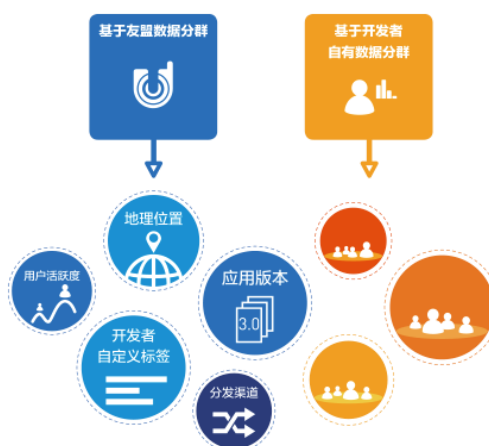 基于友盟数据分群
基于开发者
自有数据分群
地理位置
用户活跃度
应用版本
3.0
开发者
自定义标签
分发渠道